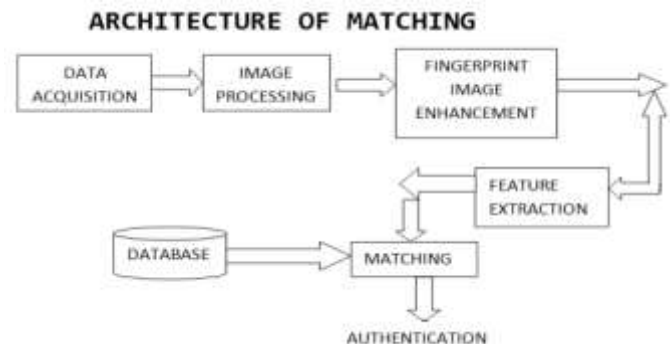 ARCHITECTURE OF MATCHING
DATA
ACQUISITION
IMAGE
PROCESSING
FINGERPRINT
IMAGE
ENHANCEMENT
FEATURE
EXTRACTION
DATABASE
MATCHING
AUTHENTICATION